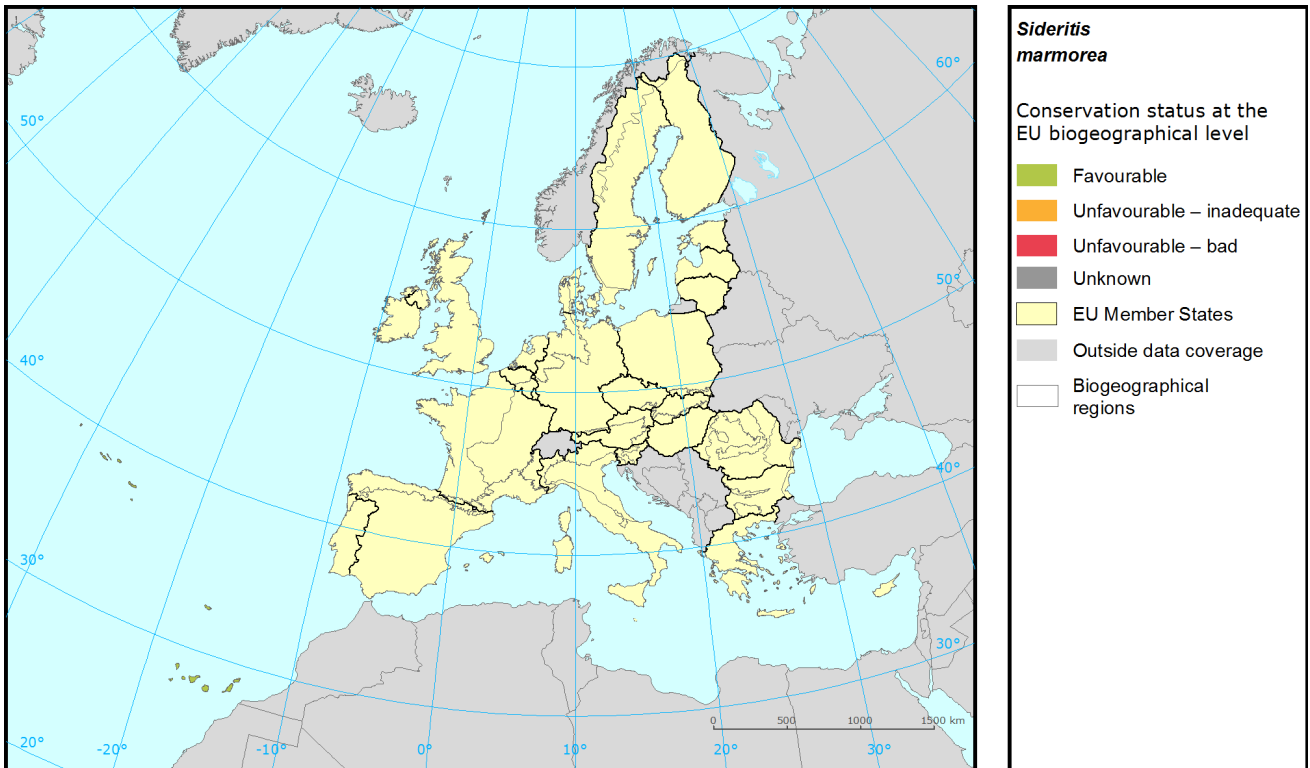 Sideritis
marmorea
Conservation status at the
EU biogeographical level
Favourable
Unfavourable – inadequate
Unfavourable – bad
Unknown
EU Member States
Outside data coverage
Biogeographical
regions
60°
50°
50°
40°
40°
30°
30°
0 500 1000 1500 km
20° -20° -10° 0° 10° 20° 30°